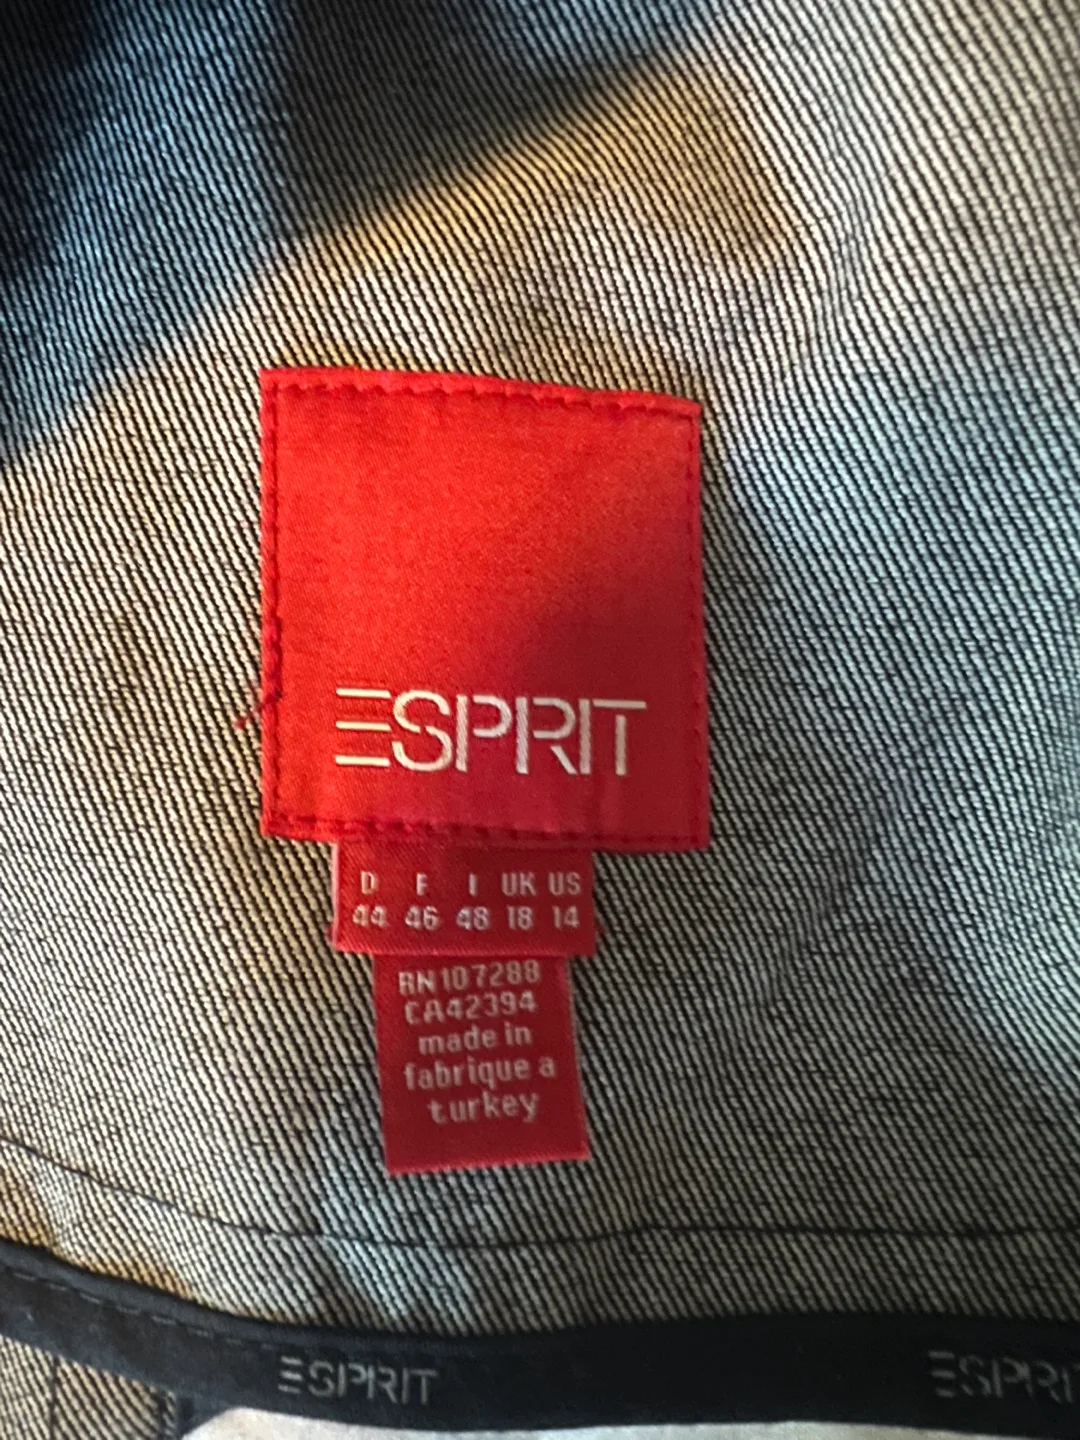 ESPRIT
D F I UK US
44 46 48 18 14
RN107288
CA42394
made in
fabrique a
turkey
ESPRIT ESPRIT